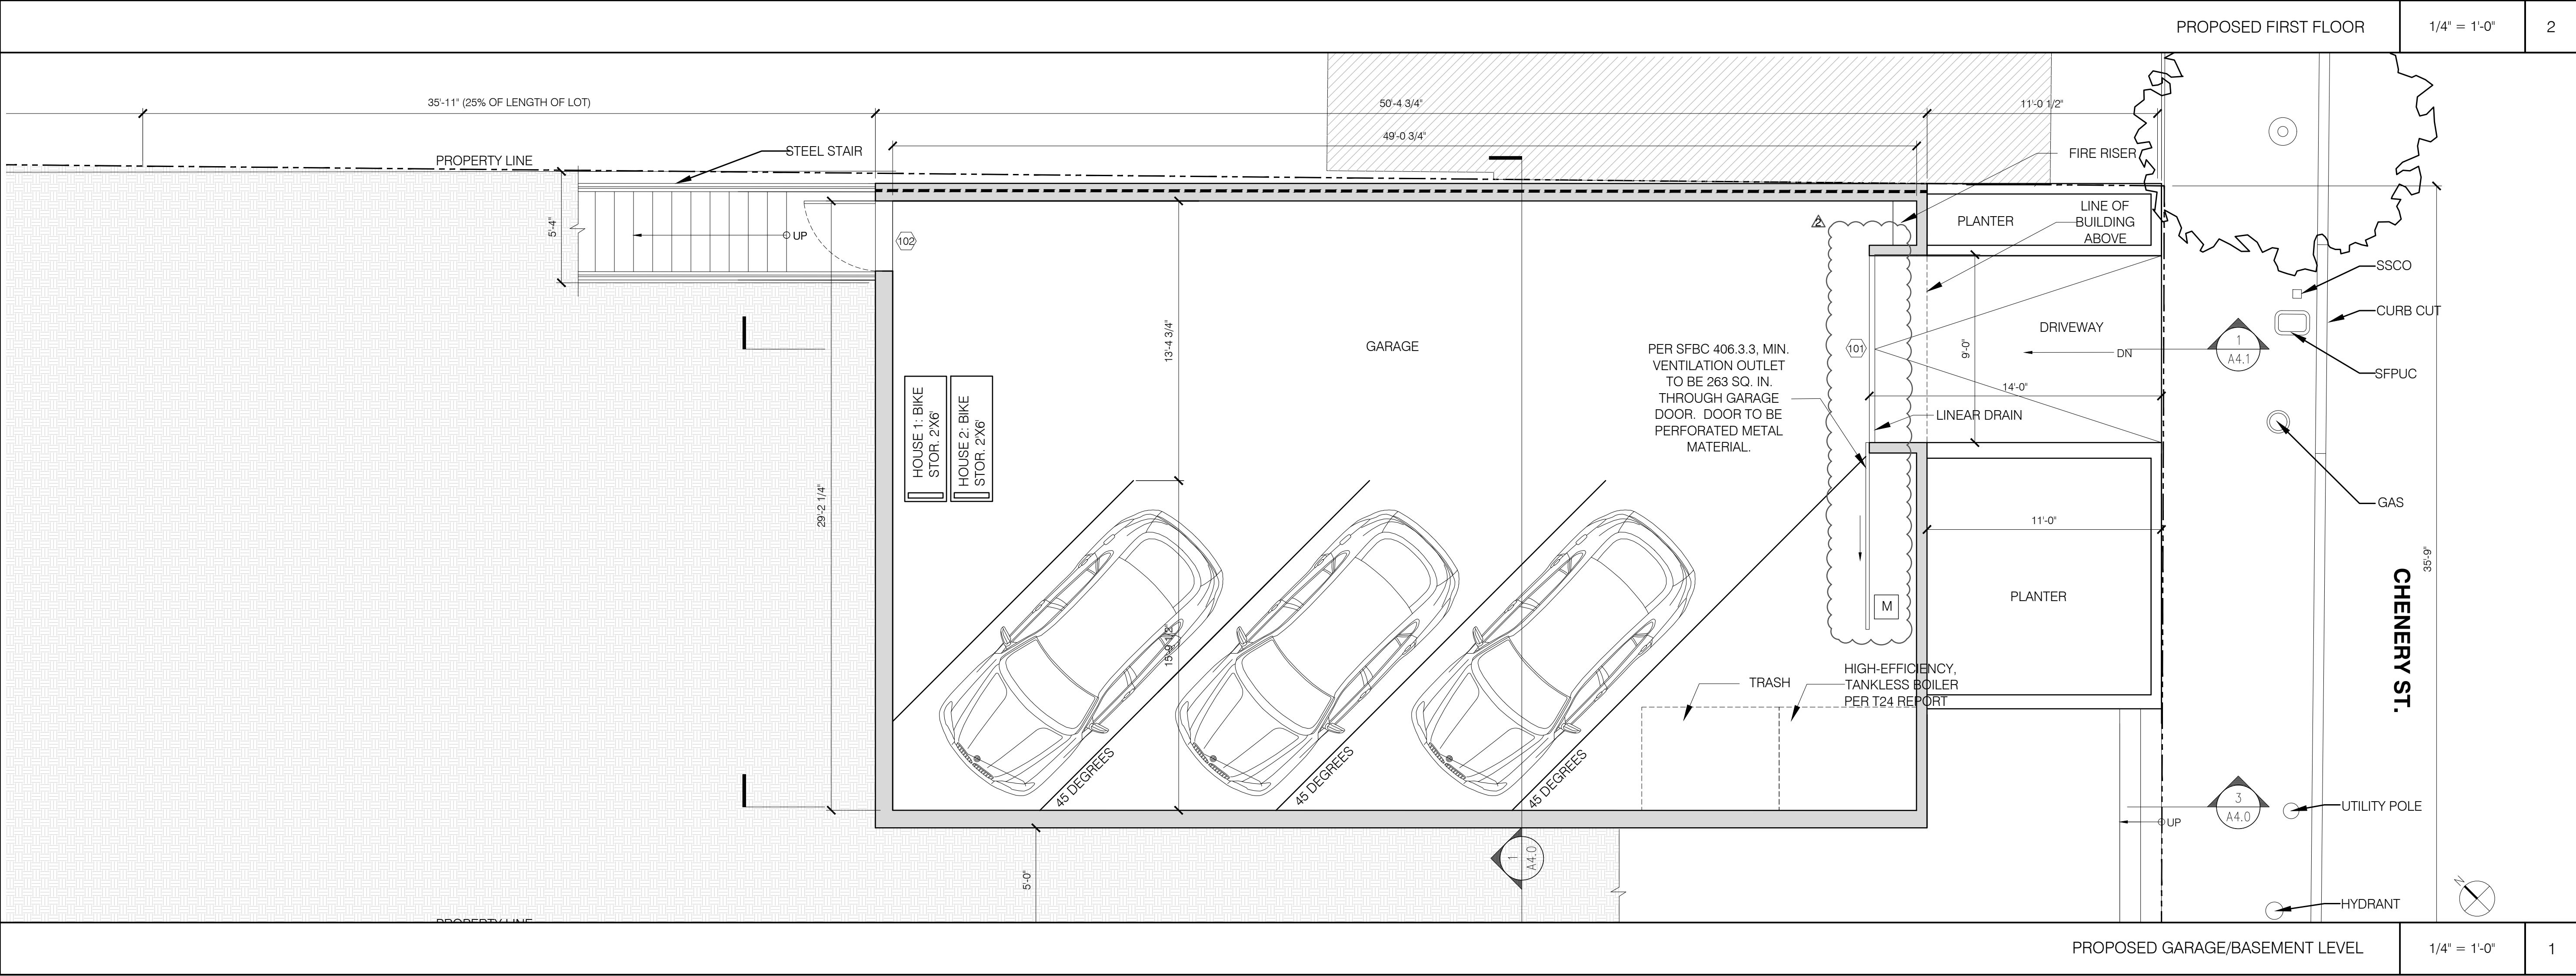 PROPOSED FIRST FLOOR
1/4" = 1'-0"
2
35'-11" (25% OF LENGTH OF LOT)
50'-4 3/4"
11'-0 1/2"
49'-0 3/4"
PROPERTY LINE
STEEL STAIR
FIRE RISER
5'-4"
UP
102
2
PLANTER
LINE OF
BUILDING
ABOVE
SSCO
CURB CUT
SFPUC
GAS
13'-4 3/4"
GARAGE
PER SFBC 406.3.3, MIN.
VENTILATION OUTLET
TO BE 263 SQ. IN.
THROUGH GARAGE
DOOR. DOOR TO BE
PERFORATED METAL
MATERIAL.
101
9'-0"
DRIVEWAY
DN
14'-0"
LINEAR DRAIN
1
A4.1
HOUSE 1: BIKE
STOR. 2'X6'
HOUSE 2: BIKE
STOR. 2'X6'
29'-2 1/4"
15'-9 1/2"
11'-0"
PLANTER
M
35'-9"
CHENERY ST.
TRASH
HIGH-EFFICIENCY,
TANKLESS BOILER
PER T24 REPORT
45 DEGREES
45 DEGREES
45 DEGREES
3
A4.0
UP
UTILITY POLE
1
A4.0
5'-0"
N
HYDRANT
PROPERTY LINE
PROPOSED GARAGE/BASEMENT LEVEL
1/4" = 1'-0"
1